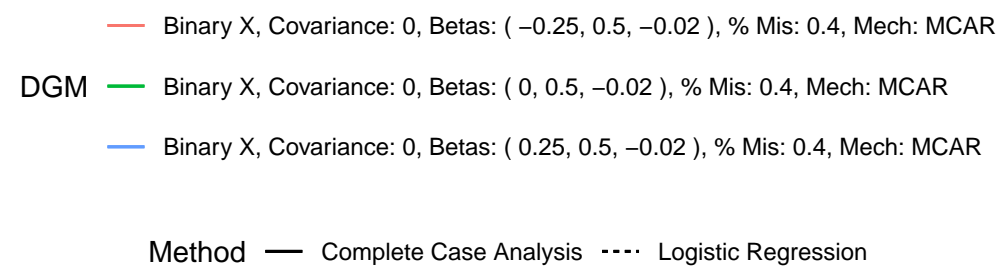 Binary X, Covariance: 0, Betas: ( −0.25, 0.5, −0.02 ), % Mis: 0.4, Mech: MCAR
DGM Binary X, Covariance: 0, Betas: ( 0, 0.5, −0.02 ), % Mis: 0.4, Mech: MCAR
Binary X, Covariance: 0, Betas: ( 0.25, 0.5, −0.02 ), % Mis: 0.4, Mech: MCAR
Method Complete Case Analysis Logistic Regression